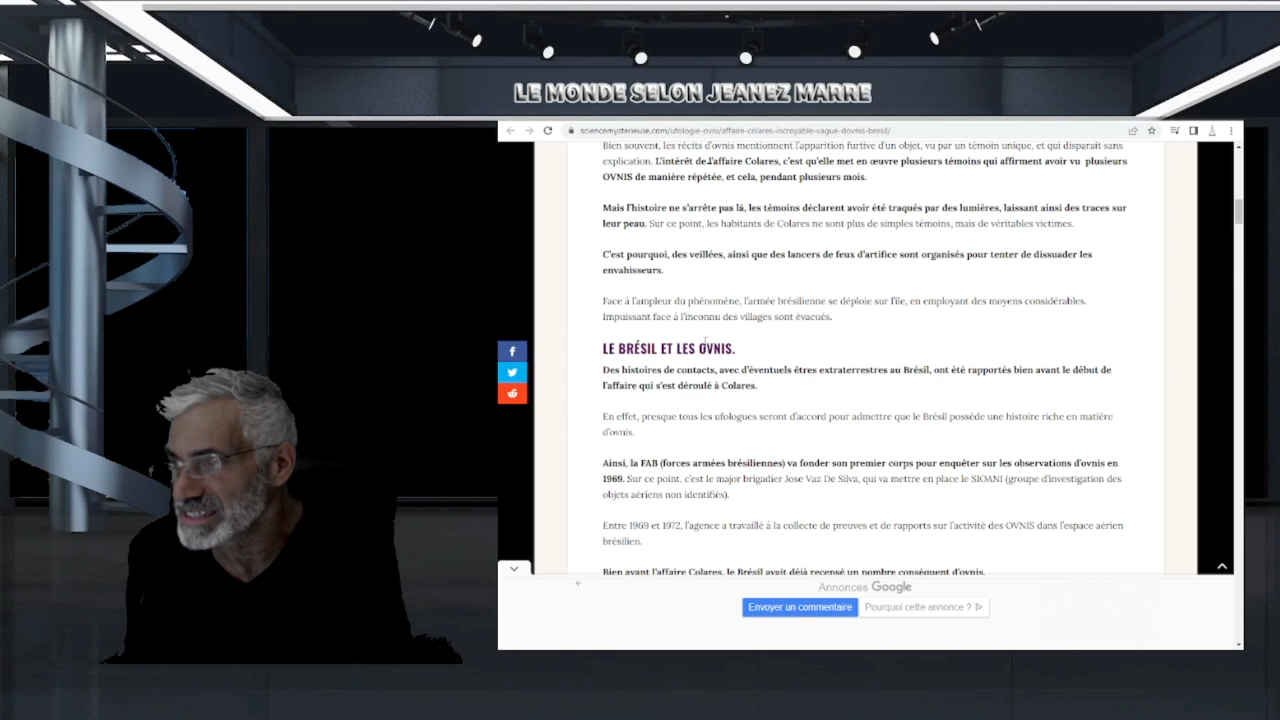 LE MONDE SELON JEANEZ MARRE
sciencemysterieuse.com/ufologie-ovni/affaire-colares-incroyable-vague-dovnis-bresil/
Bien souvent, les récits d'ovnis mentionnent l'apparition furtive d'un objet, vu par un témoin unique, et qui disparait sans
explication. L'intérêt de l'affaire Colares, c'est qu'elle met en œuvre plusieurs témoins qui affirment avoir vu plusieurs
OVNIS de manière répétée, et cela, pendant plusieurs mois.
Mais l'histoire ne s'arrête pas là, les témoins déclarent avoir été traqués par des lumières, laissant ainsi des traces sur
leur peau. Sur ce point, les habitants de Colares ne sont plus de simples témoins, mais de véritables victimes.
C'est pourquoi, des veillées, ainsi que des lancers de feux d'artifice sont organisés pour tenter de dissuader les
envahisseurs.
Face à l'ampleur du phénomène, l'armée brésilienne se déploie sur l'île, en employant des moyens considérables.
Impuissant face à l'inconnu des villages sont évacués.
LE BRÉSIL ET LES OVNIS.
Des histoires de contacts, avec d'éventuels êtres extraterrestres au Brésil, ont été rapportés bien avant le début de
l'affaire qui s'est déroulé à Colares.
En effet, presque tous les ufologues seront d'accord pour admettre que le Brésil possède une histoire riche en matière
d'ovnis.
Ainsi, la FAB (forces armées brésiliennes) va fonder son premier corps pour enquêter sur les observations d'ovnis en
1969. Sur ce point, c'est le major brigadier Jose Vaz De Silva, qui va mettre en place le SIOANI (groupe d'investigation des
objets aériens non identifiés).
Entre 1969 et 1972, l'agence a travaillé à la collecte de preuves et de rapports sur l'activité des OVNIS dans l'espace aérien
brésilien.
Bien avant l'affaire Colares, le Brésil avait déjà recensé un nombre conséquent d'ovnis.
Annonces Google
Envoyer un commentaire
Pourquoi cette annonce ?